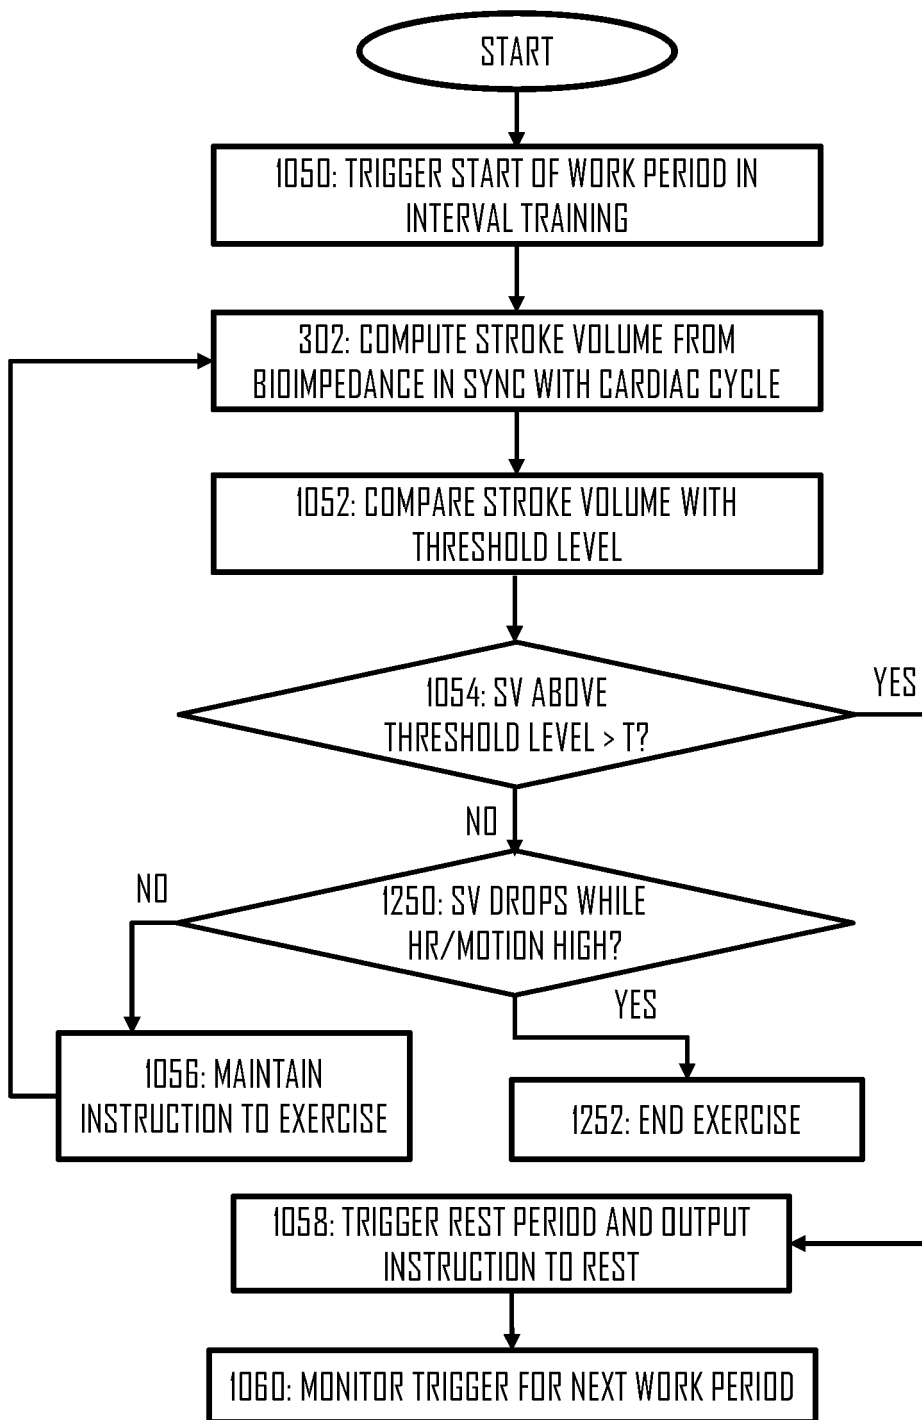 START
1050: TRIGGER START OF WORK PERIOD IN
INTERVAL TRAINING
302: COMPUTE STROKE VOLUME FROM
BIOIMPEDANCE IN SYNC WITH CARDIAC CYCLE
1052: COMPARE STROKE VOLUME WITH
THRESHOLD LEVEL
1054: SV ABOVE
THRESHOLD LEVEL > T?
YES
NO
1250: SV DROPS WHILE
HR/MOTION HIGH?
NO
YES
1056: MAINTAIN
INSTRUCTION TO EXERCISE
1252: END EXERCISE
1058: TRIGGER REST PERIOD AND OUTPUT
INSTRUCTION TO REST
1060: MONITOR TRIGGER FOR NEXT WORK PERIOD